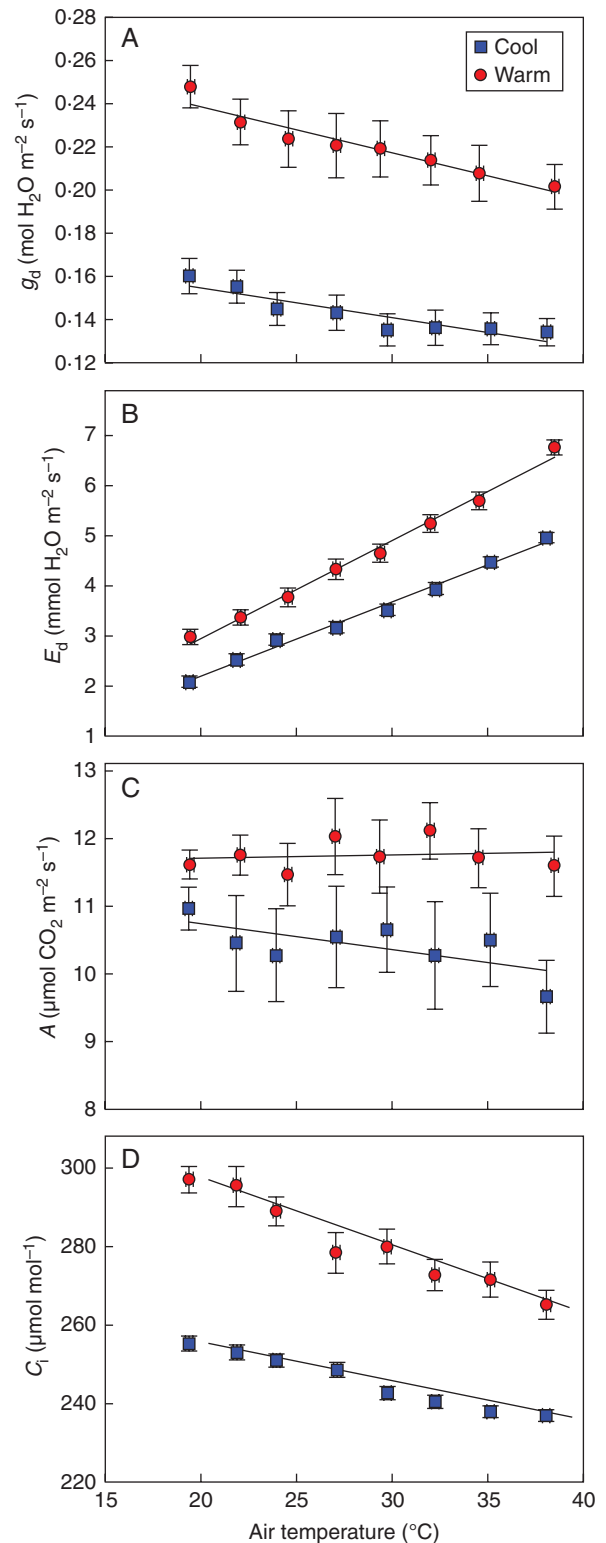 A
Cool
Warm
0·28
0·24
0·22
0·20
0·18
0·16
0·14
0·12
g_d (mol H₂O m⁻² s⁻¹)
B
7
6
5
4
3
2
1
E_d (mmol H₂O m⁻² s⁻¹)
C
13
12
11
10
9
8
A (µmol CO₂ m⁻² s⁻¹)
D
300
280
260
240
220
C_i (µmol mol⁻¹)
15 20 25 30 35 40
Air temperature (°C)